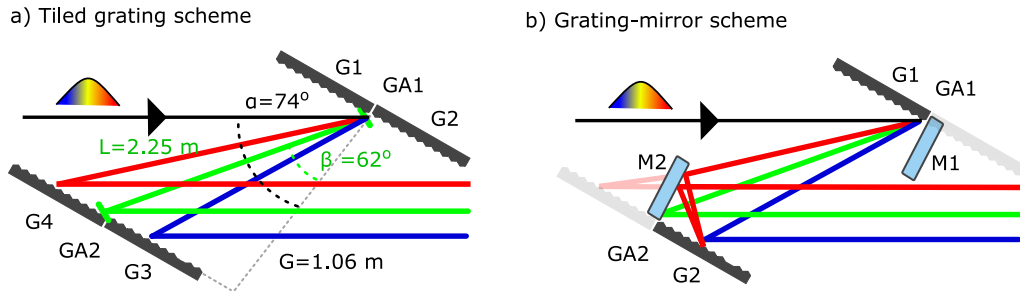 a) Tiled grating scheme
G1
GA1
G2
α=74°
L=2.25 m
β=62°
G4
GA2
G3
G=1.06 m
b) Grating-mirror scheme
G1
GA1
M2
M1
GA2
G2